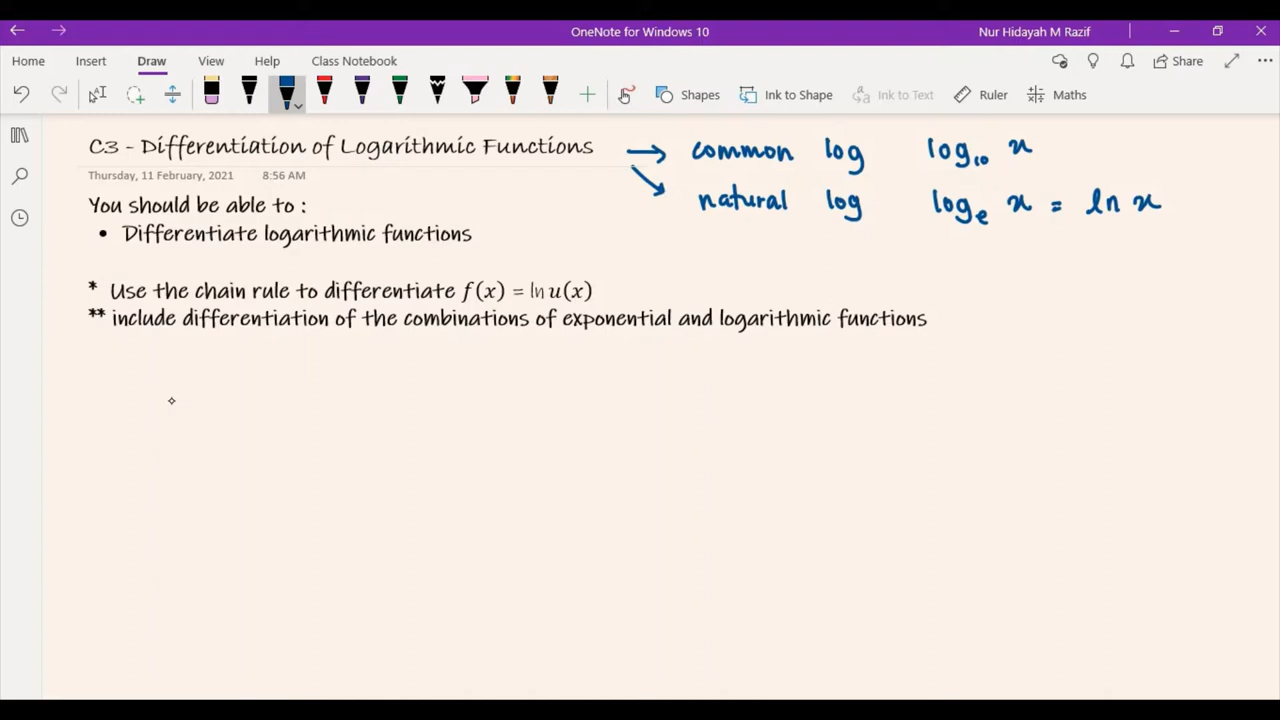 OneNote for Windows 10
Nur Hidayah M Razif
Home Insert Draw View Help Class Notebook
Share
Shapes Ink to Shape Ink to Text Ruler Maths
C3 - Differentiation of Logarithmic Functions → common log log₁₀ x
Thursday, 11 February, 2021 8:56 AM
natural log logₑ x = ln x
You should be able to :
• Differentiate logarithmic functions
* Use the chain rule to differentiate f(x) = ln u(x)
** include differentiation of the combinations of exponential and logarithmic functions